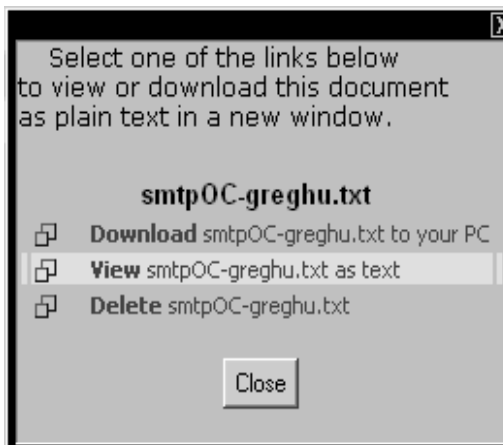 Select one of the links below
to view or download this document
as plain text in a new window.
smtpOC-greghu.txt
Download smtpOC-greghu.txt to your PC
View smtpOC-greghu.txt as text
Delete smtpOC-greghu.txt
Close